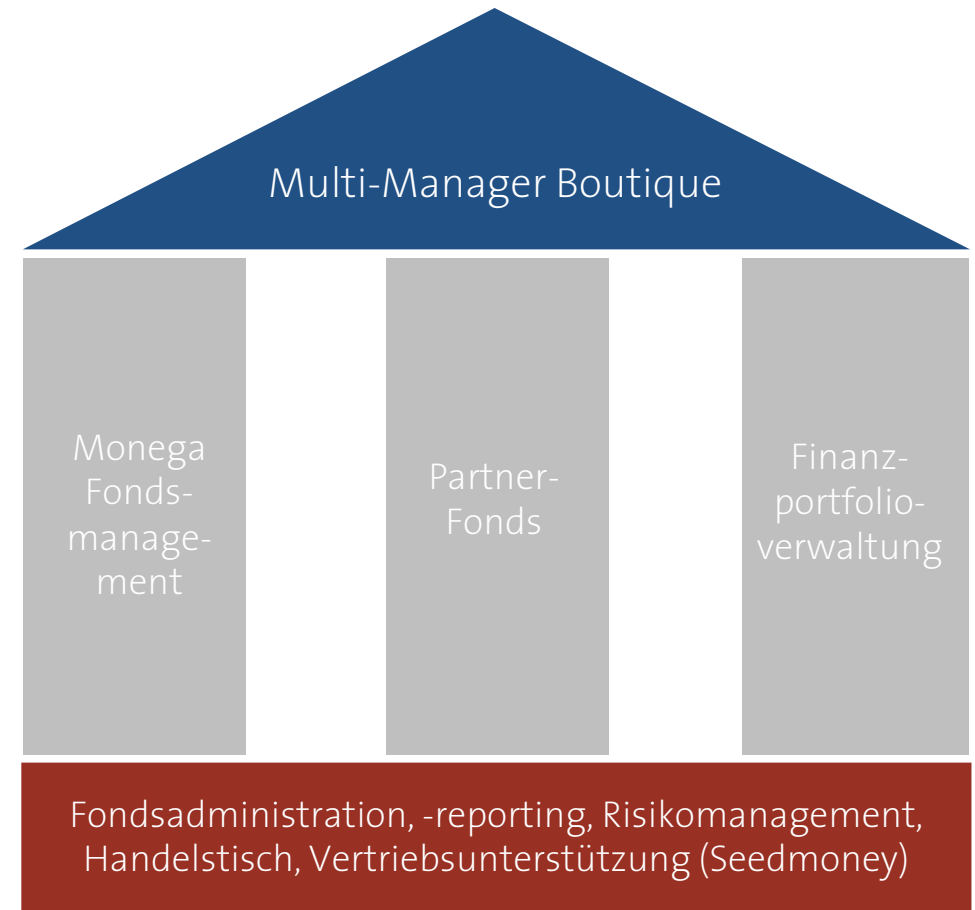 Multi-Manager Boutique
Monega
Fonds-
manage-
ment
Partner-
Fonds
Finanz-
portfolio-
verwaltung
Fondsadministration, -reporting, Risikomanagement,
Handelstisch, Vertriebsunterstützung (Seedmoney)